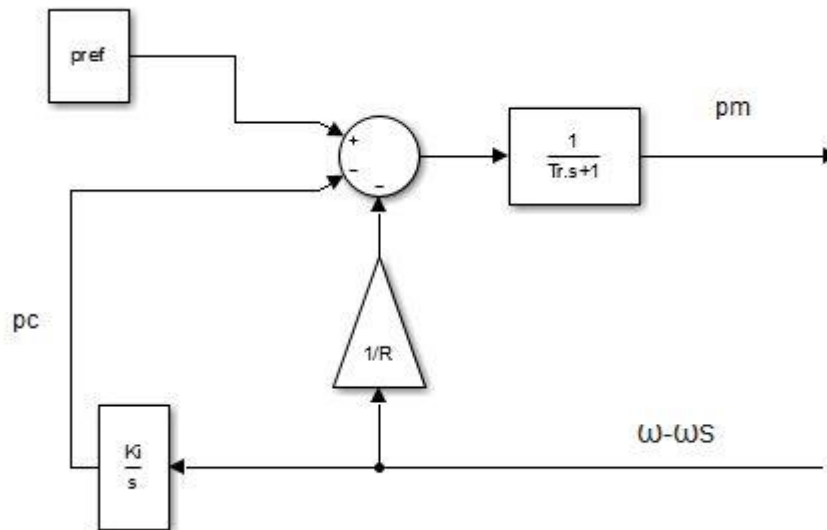 pref
+
−
−
1
Tr.s+1
pm
pc
1/R
Ki
s
ω-ωS